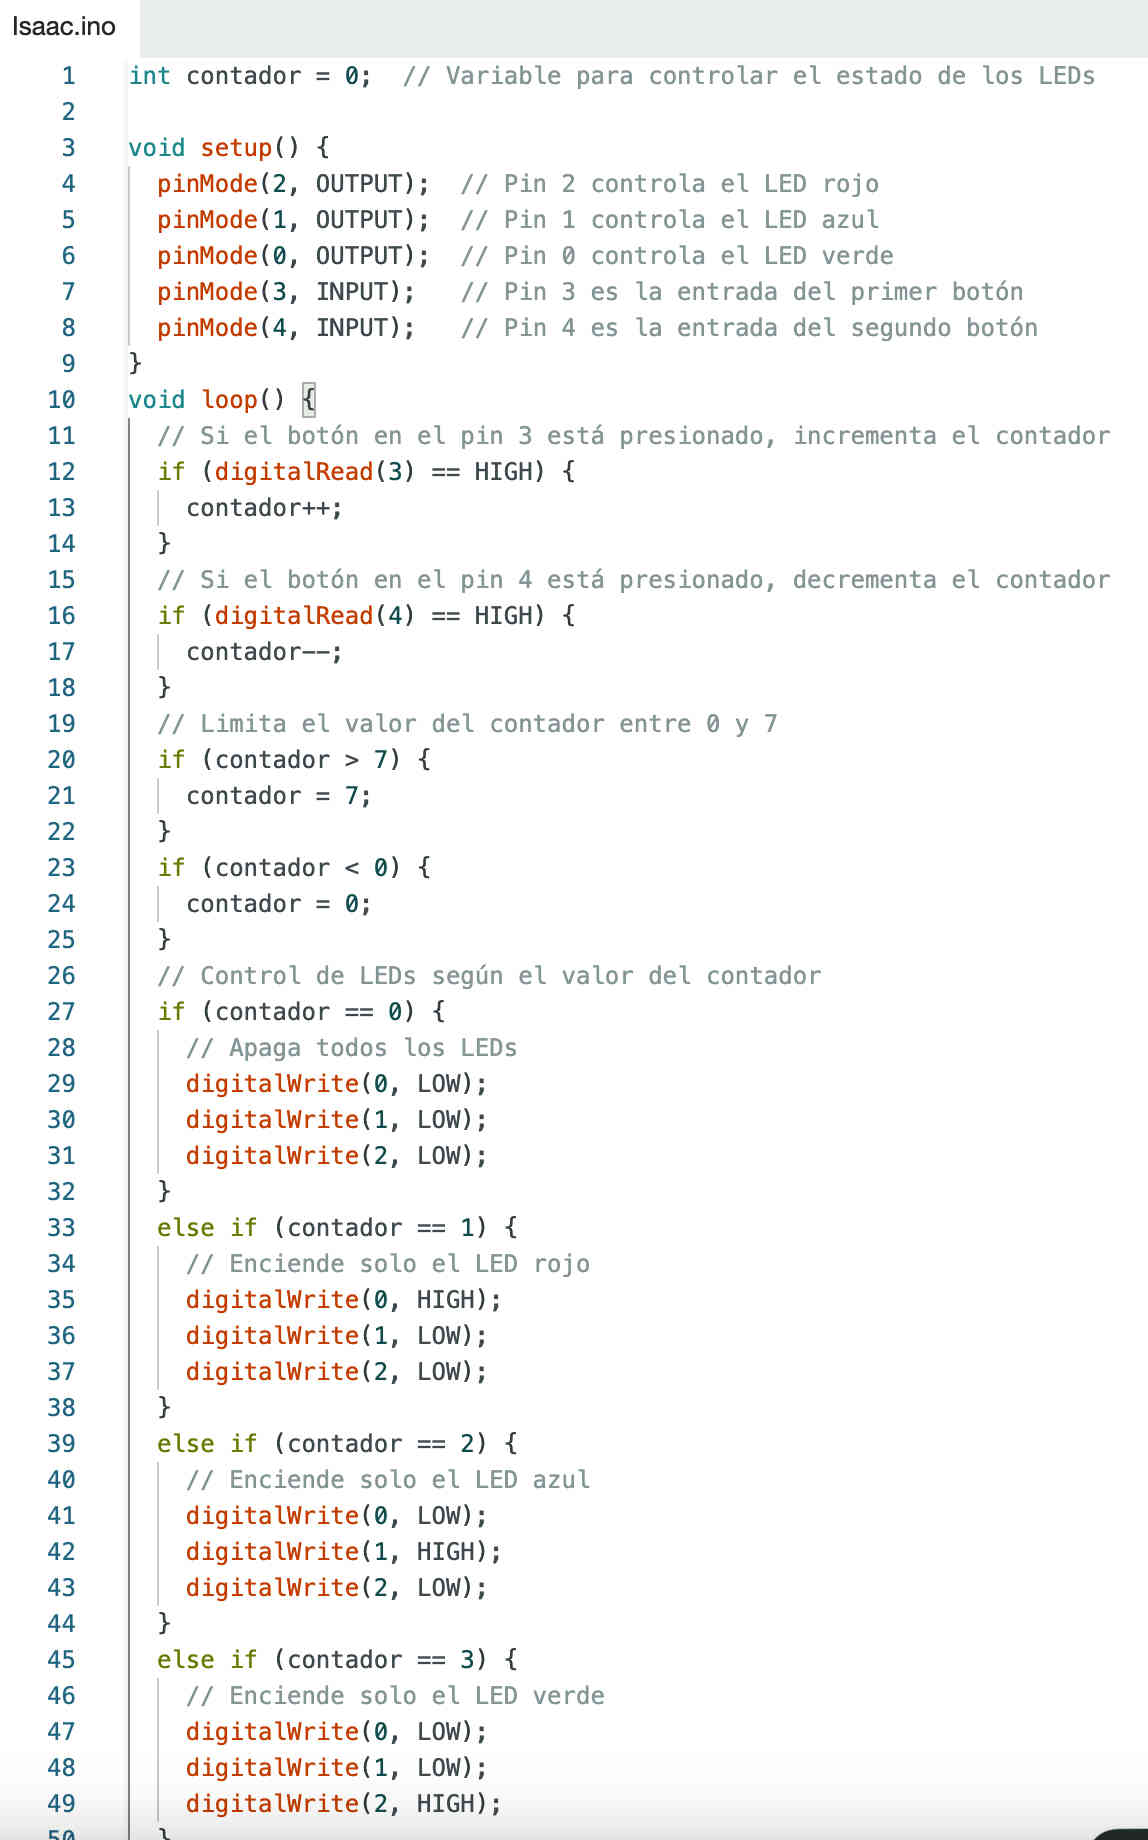 Isaac.ino
1 int contador = 0;  // Variable para controlar el estado de los LEDs
2
3 void setup() {
4   pinMode(2, OUTPUT);  // Pin 2 controla el LED rojo
5   pinMode(1, OUTPUT);  // Pin 1 controla el LED azul
6   pinMode(0, OUTPUT);  // Pin 0 controla el LED verde
7   pinMode(3, INPUT);   // Pin 3 es la entrada del primer botón
8   pinMode(4, INPUT);   // Pin 4 es la entrada del segundo botón
9 }
10 void loop() {
11   // Si el botón en el pin 3 está presionado, incrementa el contador
12   if (digitalRead(3) == HIGH) {
13     contador++;
14   }
15   // Si el botón en el pin 4 está presionado, decrementa el contador
16   if (digitalRead(4) == HIGH) {
17     contador--;
18   }
19   // Limita el valor del contador entre 0 y 7
20   if (contador > 7) {
21     contador = 7;
22   }
23   if (contador < 0) {
24     contador = 0;
25   }
26   // Control de LEDs según el valor del contador
27   if (contador == 0) {
28     // Apaga todos los LEDs
29     digitalWrite(0, LOW);
30     digitalWrite(1, LOW);
31     digitalWrite(2, LOW);
32   }
33   else if (contador == 1) {
34     // Enciende solo el LED rojo
35     digitalWrite(0, HIGH);
36     digitalWrite(1, LOW);
37     digitalWrite(2, LOW);
38   }
39   else if (contador == 2) {
40     // Enciende solo el LED azul
41     digitalWrite(0, LOW);
42     digitalWrite(1, HIGH);
43     digitalWrite(2, LOW);
44   }
45   else if (contador == 3) {
46     // Enciende solo el LED verde
47     digitalWrite(0, LOW);
48     digitalWrite(1, LOW);
49     digitalWrite(2, HIGH);
50   }